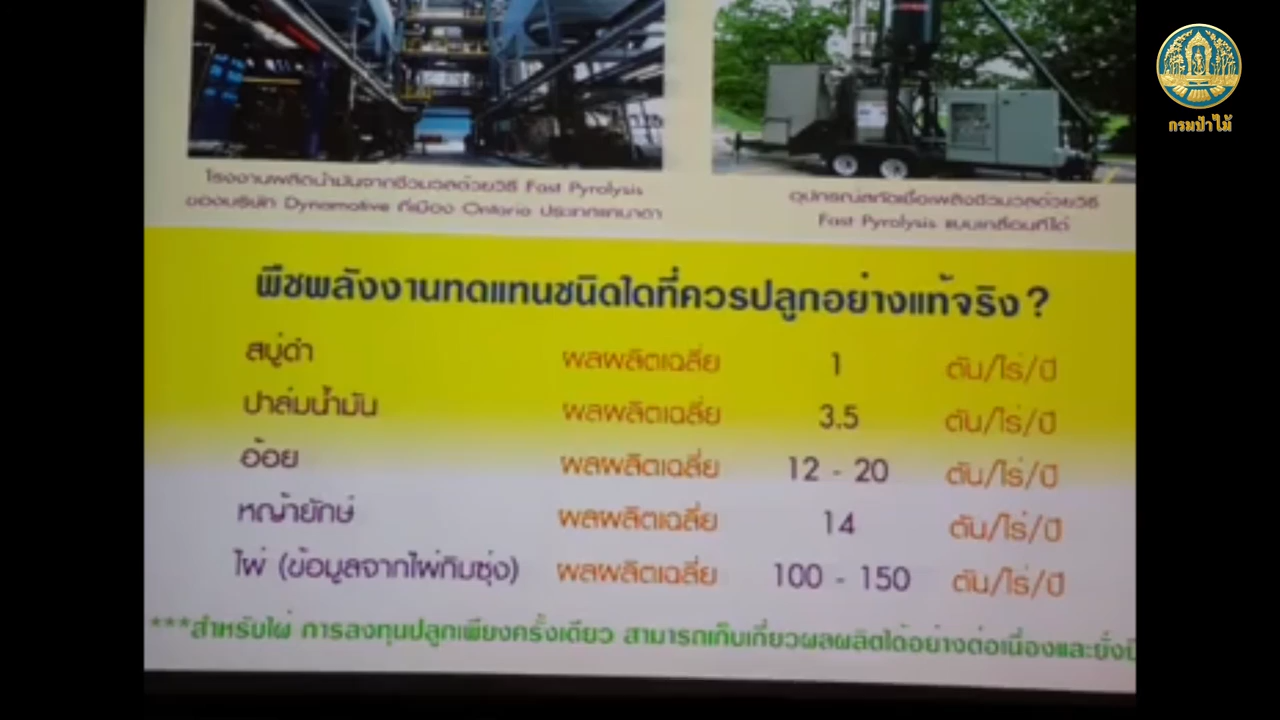 กรมป่าไม้
โรงงานผลิตน้ำมันจากชีวมวลด้วยวิธี Fast Pyrolysis
ของบริษัท Dynamotive ที่เมือง Ontario ประเทศแคนาดา
อุปกรณ์สกัดเชื้อเพลิงชีวมวลด้วยวิธี
Fast Pyrolysis แบบเคลื่อนที่ได้
พืชพลังงานทดแทนชนิดใดที่ควรปลูกอย่างแท้จริง?
สบู่ดำ ผลผลิตเฉลี่ย 1 ตัน/ไร่/ปี
ปาล์มน้ำมัน ผลผลิตเฉลี่ย 3.5 ตัน/ไร่/ปี
อ้อย ผลผลิตเฉลี่ย 12 - 20 ตัน/ไร่/ปี
หญ้ายักษ์ ผลผลิตเฉลี่ย 14 ตัน/ไร่/ปี
ไผ่ (ข้อมูลจากไผ่กิมซุ่ง) ผลผลิตเฉลี่ย 100 - 150 ตัน/ไร่/ปี
***สำหรับไผ่ การลงทุนปลูกเพียงครั้งเดียว สามารถเก็บเกี่ยวผลผลิตได้อย่างต่อเนื่องและ